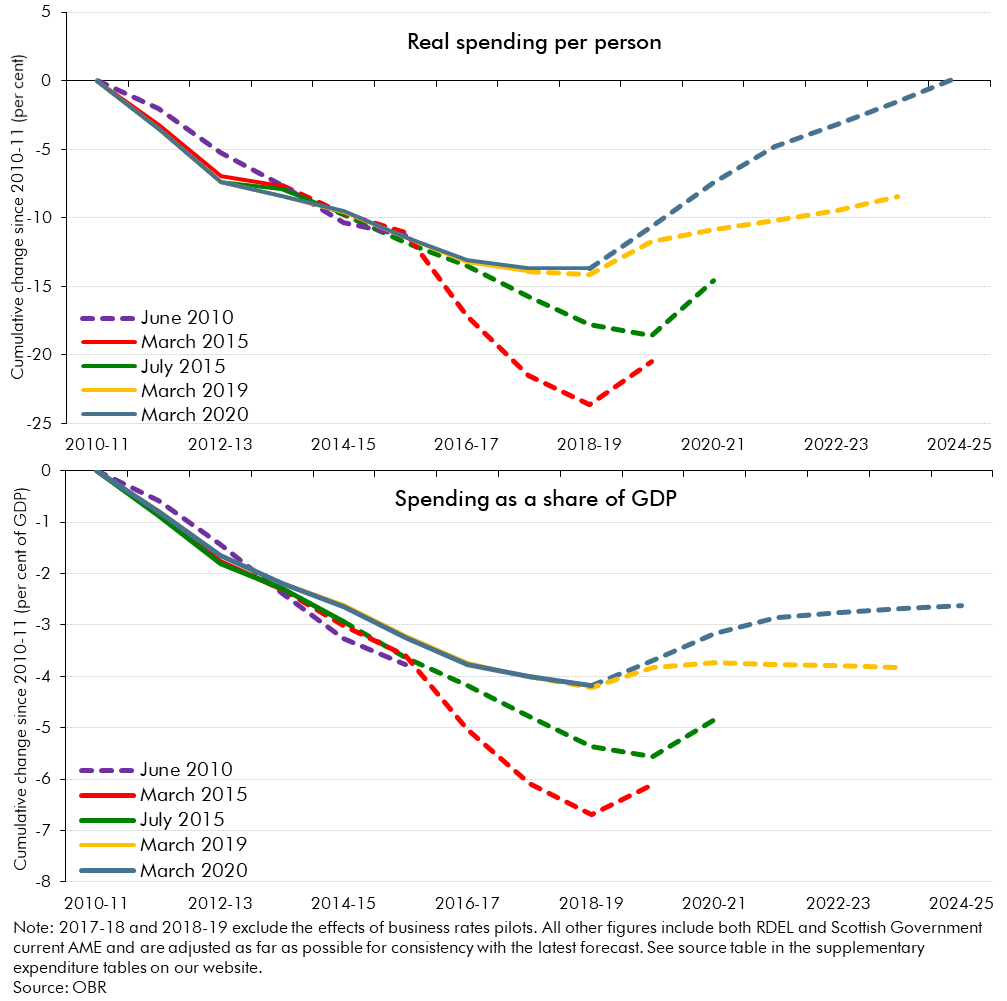 Real spending per person
Cumulative change since 2010-11 (per cent)
5
0
-5
-10
-15
-20
-25
June 2010
March 2015
July 2015
March 2019
March 2020
2010-11 2012-13 2014-15 2016-17 2018-19 2020-21 2022-23 2024-25
Spending as a share of GDP
Cumulative change since 2010-11 (per cent of GDP)
0
-1
-2
-3
-4
-5
-6
-7
-8
June 2010
March 2015
July 2015
March 2019
March 2020
2010-11 2012-13 2014-15 2016-17 2018-19 2020-21 2022-23 2024-25
Note: 2017-18 and 2018-19 exclude the effects of business rates pilots. All other figures include both RDEL and Scottish Government
current AME and are adjusted as far as possible for consistency with the latest forecast. See source table in the supplementary
expenditure tables on our website.
Source: OBR